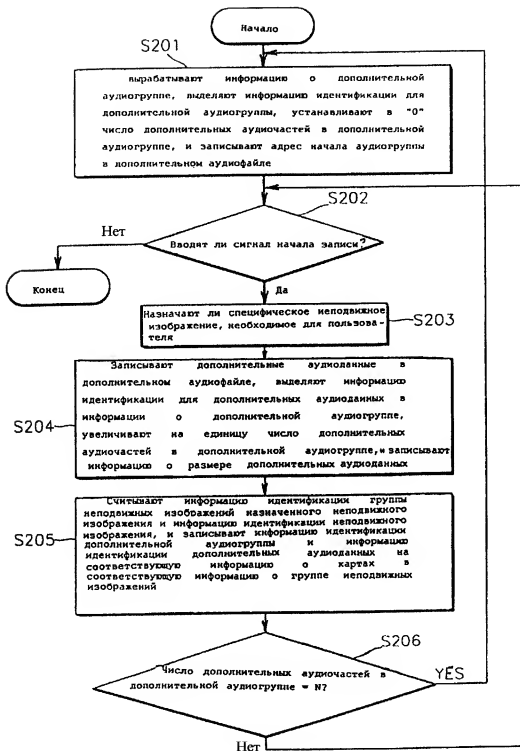 Начало
S201
вырабатывают информацию о дополнительной
аудиогруппе, выделяют информацию идентификации для
дополнительной аудиогруппы, устанавливают в "0"
число дополнительных аудиочастей в дополнительной
аудиогруппе, и записывают адрес начала аудиогруппы
в дополнительном аудиофайле
S202
Нет
Вводят ли сигнал начала записи?
Конец
Да
Назначают ли специфическое неподвижное
изображение, необходимое для пользова-
теля
S203
Записывают дополнительные аудиоданные в
дополнительном аудиофайле, выделяют информацию
идентификации для дополнительных аудиоданных в
информации о дополнительной аудиогруппе,
увеличивают на единицу число дополнительных
аудиочастей в дополнительной аудиогруппе,и записывают
информацию о размере дополнительных аудиоданных
S204
Считывают информацию идентификации группы
неподвижных изображений назначенного неподвижного
изображения и информацию идентификации неподвижного
изображения, и записывают информацию идентификации
дополнительной аудиогруппы и информацию
идентификации дополнительных аудиоданных на
соответствующую информацию о картах в
соответствующую информацию о группе неподвижных
изображений
S205
S206
Число дополнительных аудиочастей в
дополнительной аудиогруппе = N?
YES
Нет